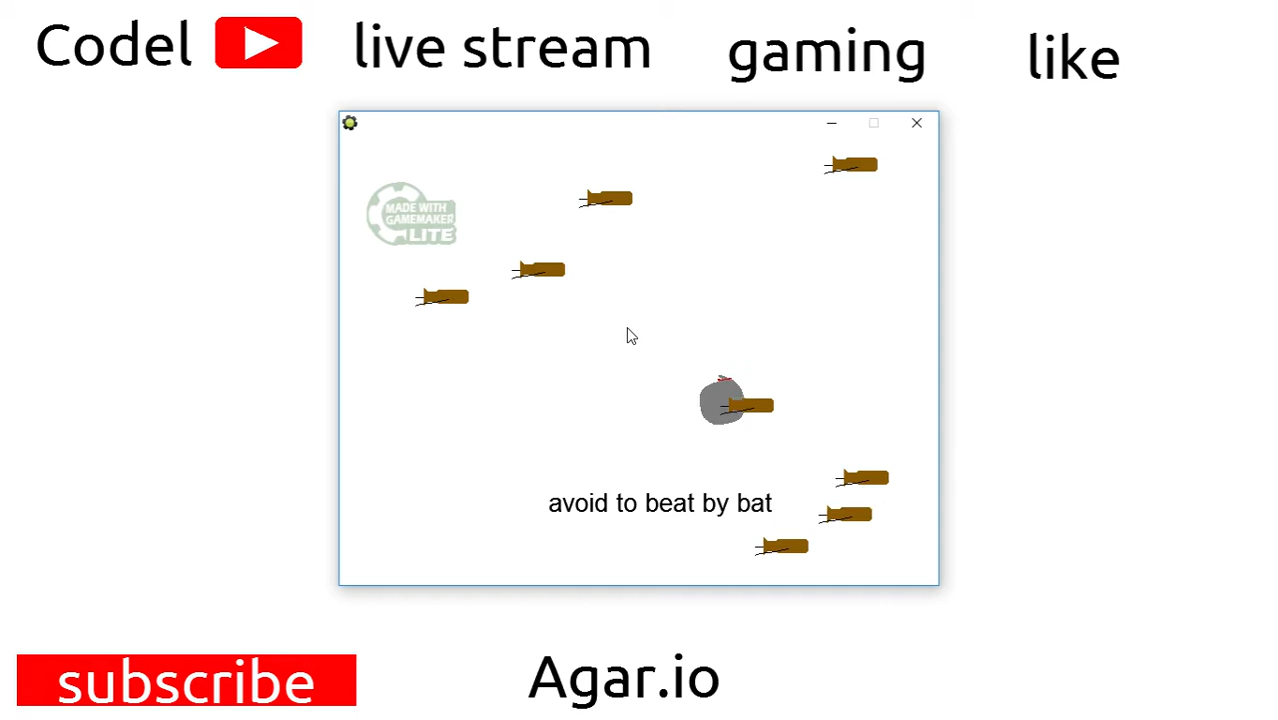 Codel live stream gaming like
MADE WITH
GAMEMAKER
LITE
avoid to beat by bat
subscribe Agar.io